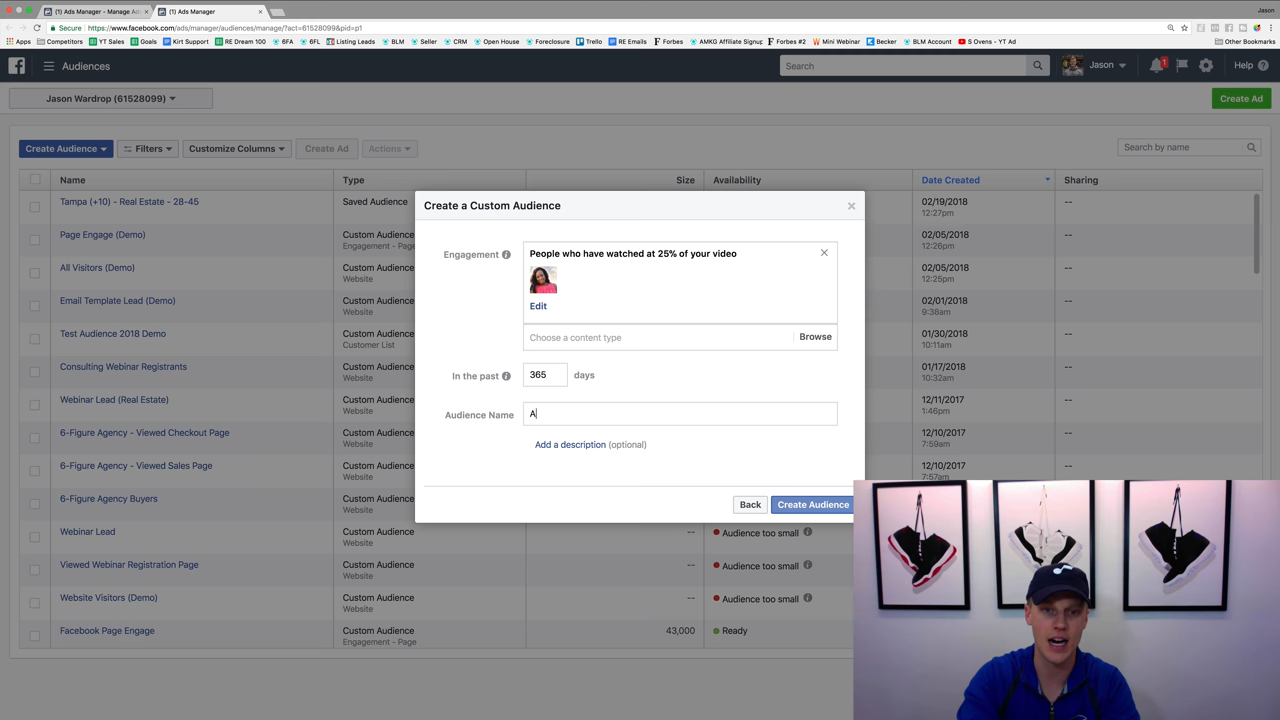 Jason
(1) Ads Manager - Manage Ad
(1) Ads Manager
Secure https://www.facebook.com/ads/manager/audiences/manage/?act=61528099&pid=p1
Apps Competitors YT Sales Goals Kirt Support RE Dream 100 6FA 6FL Listing Leads BLM Seller CRM Open House Foreclosure Trello RE Emails Forbes AMKG Affiliate Signup Forbes #2 Mini Webinar Becker BLM Account S Ovens - YT Ad Other Bookmarks
Audiences
Search
Jason
1
Help
Jason Wardrop (61528099)
Create Ad
Create Audience Filters Customize Columns Create Ad Actions
Search by name
Name Type Size Availability Date Created Sharing
Tampa (+10) - Real Estate - 28-45 Saved Audience 02/19/2018 --
12:27pm
Page Engage (Demo) Custom Audience 02/05/2018 --
Engagement - Page 12:26pm
All Visitors (Demo) Custom Audience 02/05/2018 --
Website 12:25pm
Email Template Lead (Demo) Custom Audience 02/01/2018 --
Website 9:38am
Test Audience 2018 Demo Custom Audience 01/30/2018 --
Customer List 10:11am
Consulting Webinar Registrants Custom Audience 01/17/2018 --
Website 10:32am
Webinar Lead (Real Estate) Custom Audience 12/11/2017 --
Website 1:46pm
6-Figure Agency - Viewed Checkout Page Custom Audience 12/10/2017 --
Website 7:59am
6-Figure Agency - Viewed Sales Page Custom Audience 12/10/2017 --
Website 7:57am
6-Figure Agency Buyers Custom Audience
Website
Webinar Lead Custom Audience -- Audience too small
Website
Viewed Webinar Registration Page Custom Audience -- Audience too small
Website
Website Visitors (Demo) Custom Audience -- Audience too small
Website
Facebook Page Engage Custom Audience 43,000 Ready
Engagement - Page
Create a Custom Audience
Engagement People who have watched at 25% of your video
Edit
Choose a content type Browse
In the past 365 days
Audience Name A
Add a description (optional)
Back Create Audience